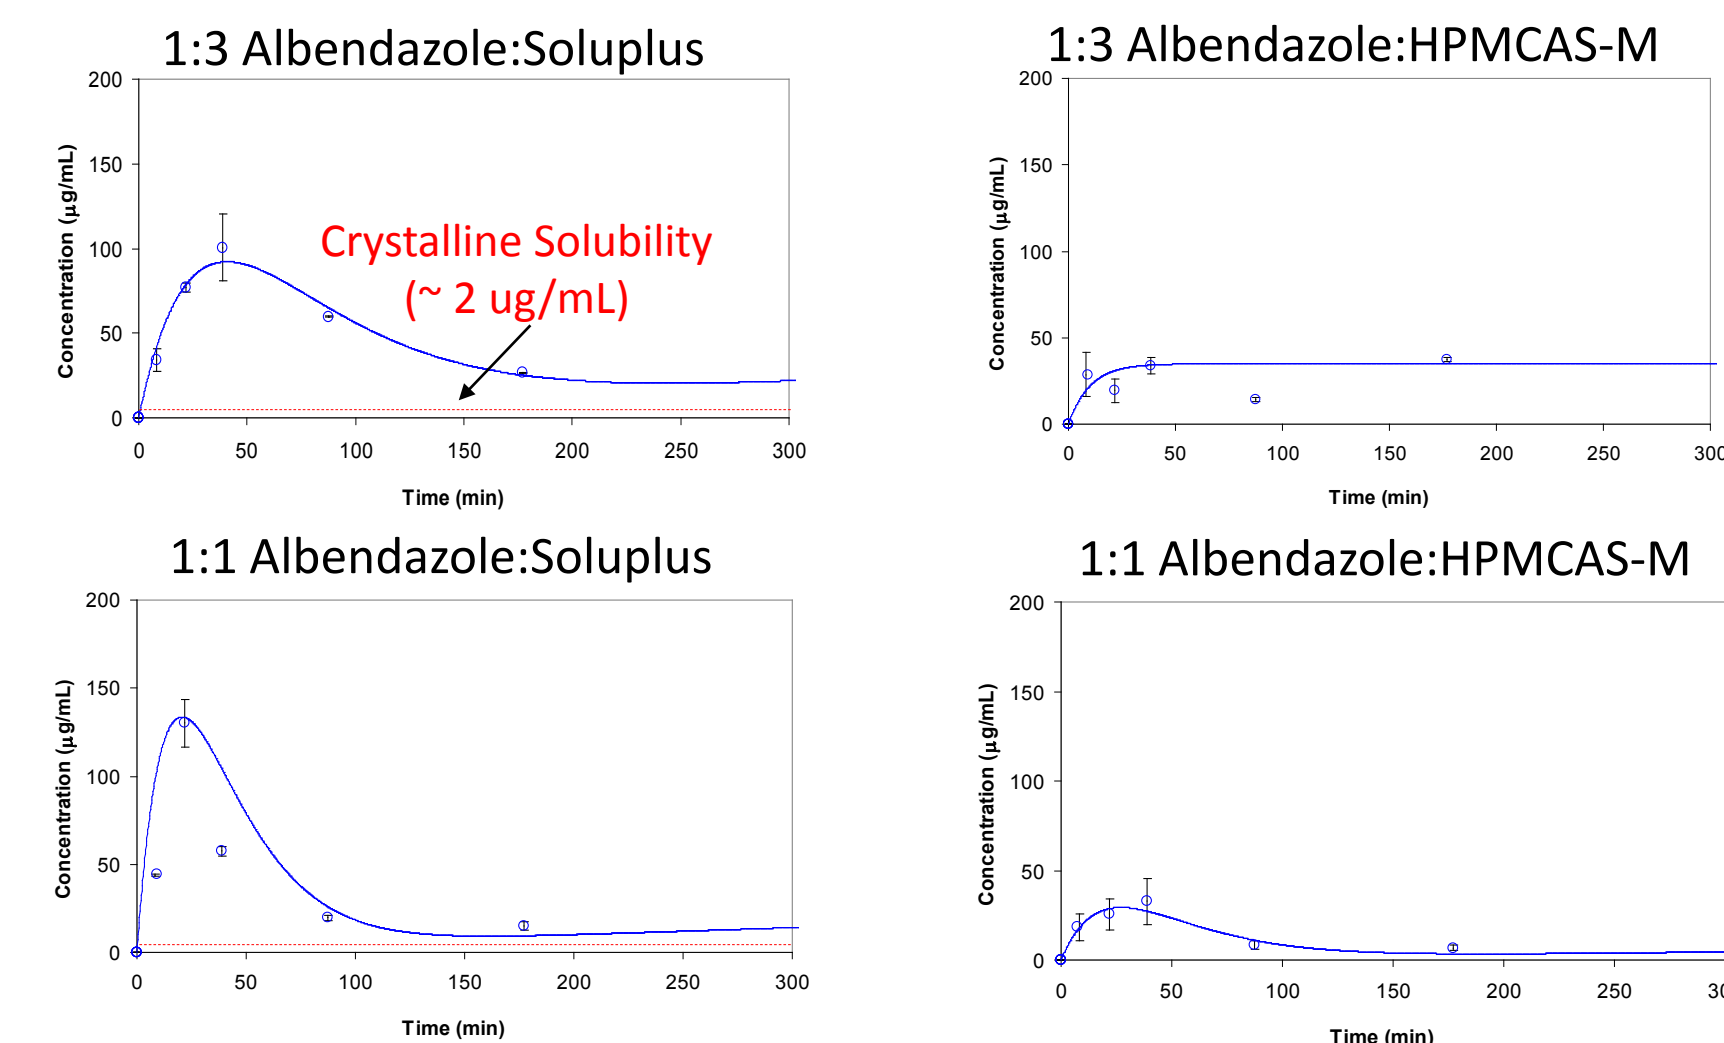 1:3 Albendazole:Soluplus
200
150
100
50
0
Concentration (µg/mL)
Crystalline Solubility
(~ 2 ug/mL)
0 50 100 150 200 250 300
Time (min)
1:3 Albendazole:HPMCAS-M
200
150
100
50
0
Concentration (µg/mL)
0 50 100 150 200 250 300
Time (min)
1:1 Albendazole:Soluplus
200
150
100
50
0
Concentration (µg/mL)
0 50 100 150 200 250 300
Time (min)
1:1 Albendazole:HPMCAS-M
200
150
100
50
0
Concentration (µg/mL)
0 50 100 150 200 250
Time (min)